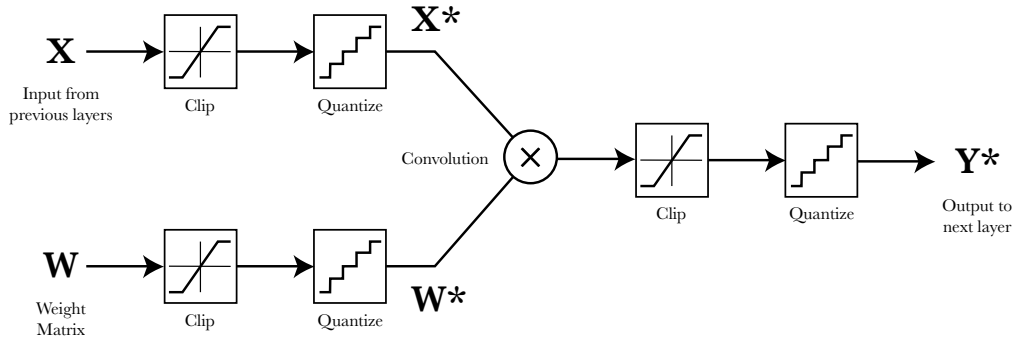 X
Input from
previous layers
Clip
Quantize
X*
Convolution
×
Clip
Quantize
Y*
Output to
next layer
W
Weight
Matrix
Clip
Quantize
W*